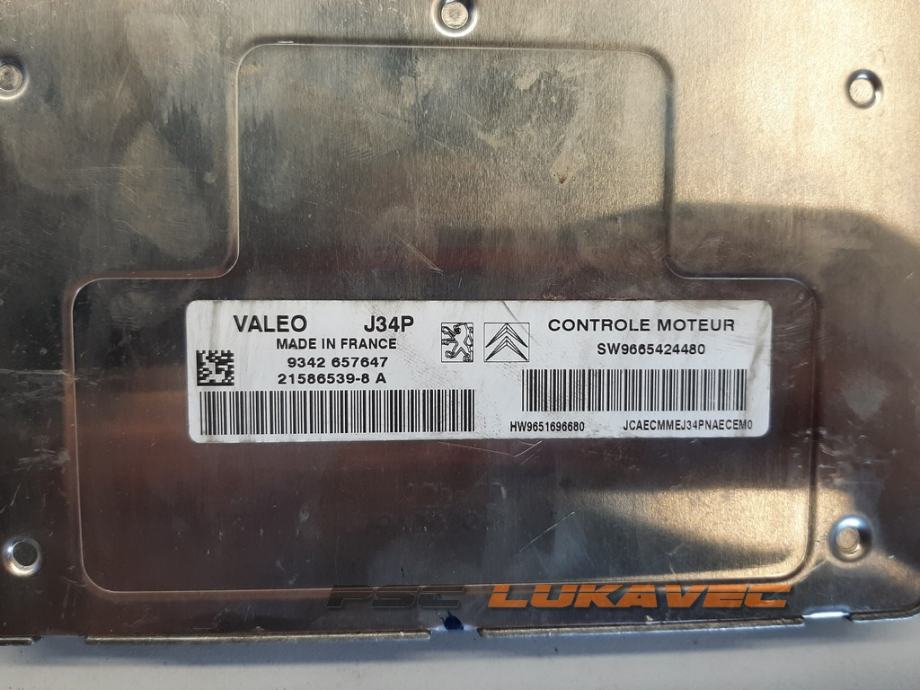 VALEO J34P
MADE IN FRANCE
9342 657647
21586539-8 A
CONTROLE MOTEUR
SW9665424480
HW9651696680 JCAECMMEJ34PNAECEM0
PSC LUKAVEC